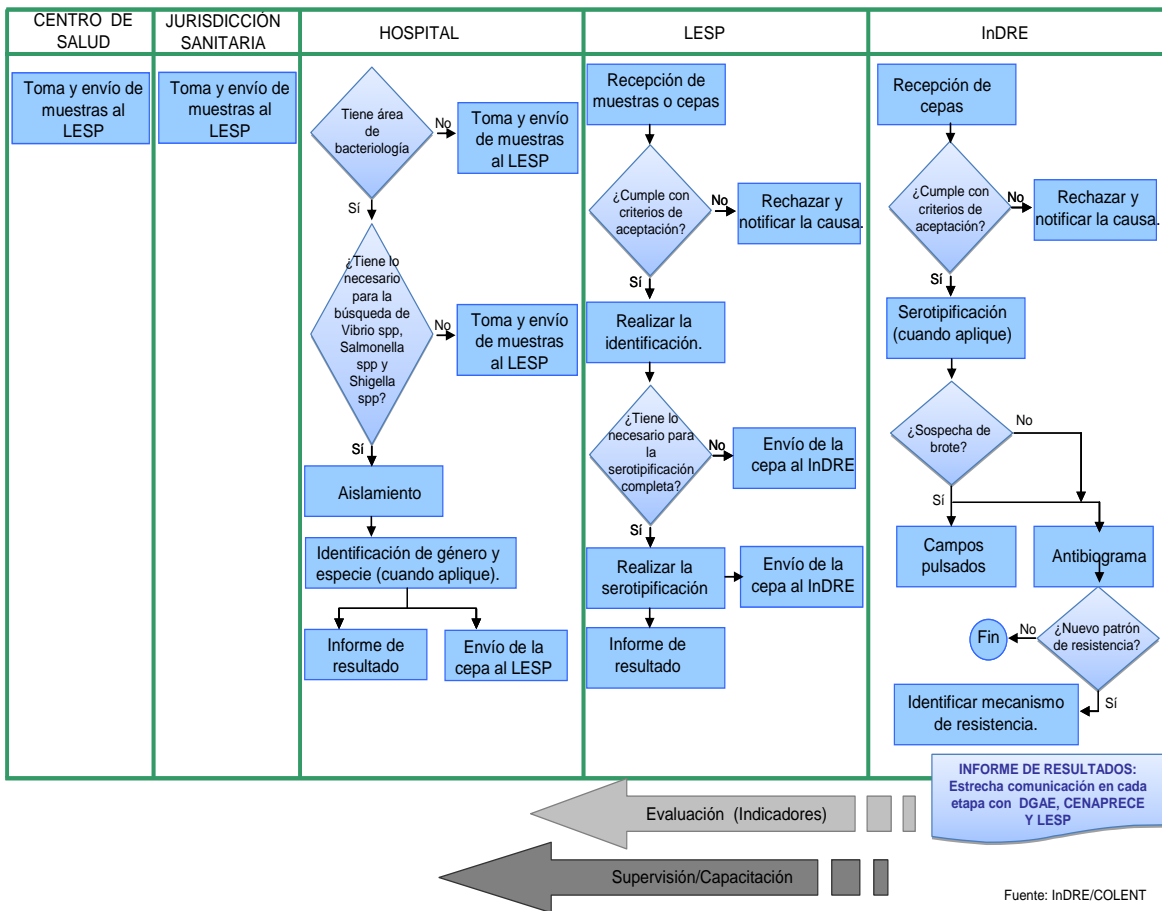 CENTRO DE
SALUD
JURISDICCIÓN
SANITARIA
HOSPITAL
LESP
InDRE
Toma y envío de
muestras al
LESP
Toma y envío de
muestras al
LESP
Tiene área
de
bacteriología
No
Toma y envío
de muestras
al LESP
Sí
¿Tiene lo
necesario
para la
búsqueda de
Vibrio spp,
Salmonella
spp y
Shigella
spp?
No
Toma y envío
de muestras
al LESP
Sí
Aislamiento
Identificación de género y
especie (cuando aplique).
Informe de
resultado
Envío de la
cepa al LESP
Recepción de
muestras o cepas
¿Cumple con
criterios de
aceptación?
No
Rechazar y
notificar la causa.
Sí
Realizar la
identificación.
¿Tiene lo
necesario para
la
serotipificación
completa?
No
Envío de la
cepa al InDRE
Sí
Realizar la
serotipificación
Envío de la
cepa al InDRE
Informe de
resultado
Recepción de
cepas
¿Cumple con
criterios de
aceptación?
No
Rechazar y
notificar la causa.
Sí
Serotipificación
(cuando aplique)
¿Sospecha de
brote?
No
Sí
Campos
pulsados
Antibiograma
¿Nuevo patrón
de resistencia?
No
Fin
Sí
Identificar mecanismo
de resistencia.
INFORME DE RESULTADOS:
Estrecha comunicación en cada
etapa con DGAE, CENAPRECE
Y LESP
Evaluación (Indicadores)
Supervisión/Capacitación
Fuente: InDRE/COLENT